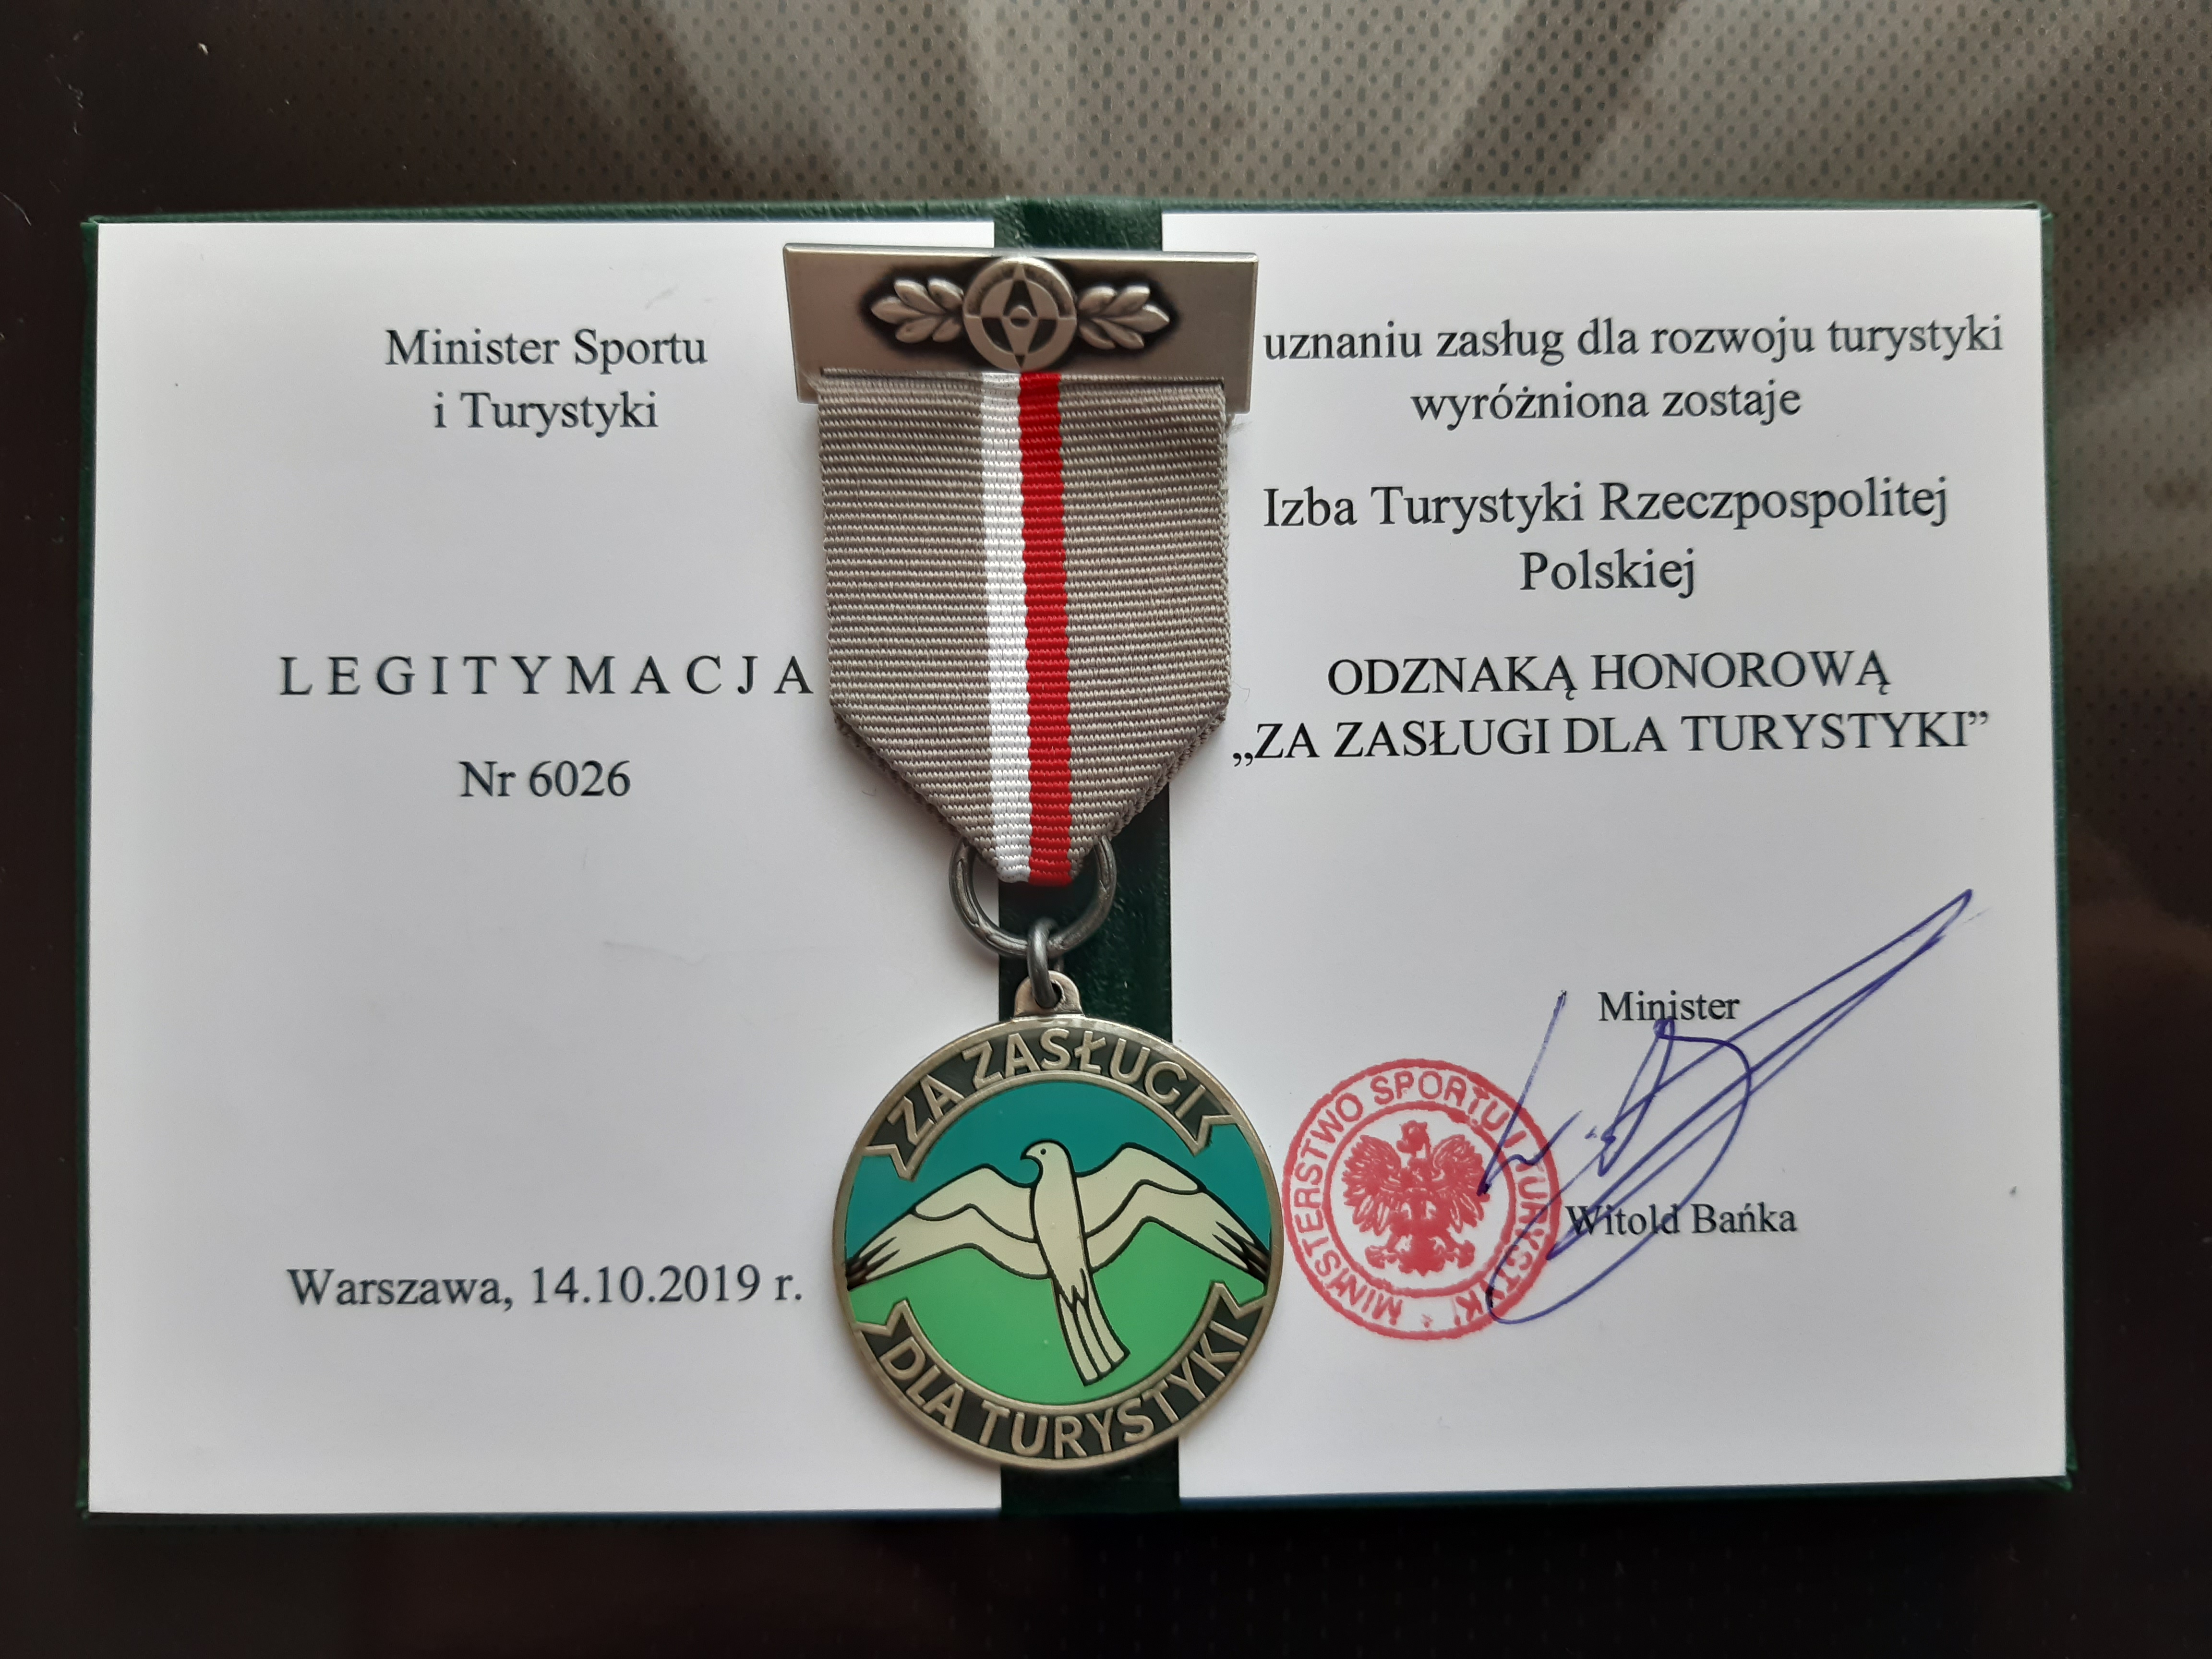 Minister Sportu
i Turystyki
LEGITYMACJA
Nr 6026
Warszawa, 14.10.2019 r.
ZA ZASŁUGI
DLA TURYSTYKI
uznaniu zasług dla rozwoju turystyki
wyróżniona zostaje
Izba Turystyki Rzeczpospolitej
Polskiej
ODZNAKĄ HONOROWĄ
„ZA ZASŁUGI DLA TURYSTYKI”
Minister
MINISTERSTWO SPORTU I TURYSTYKI
Witold Bańka